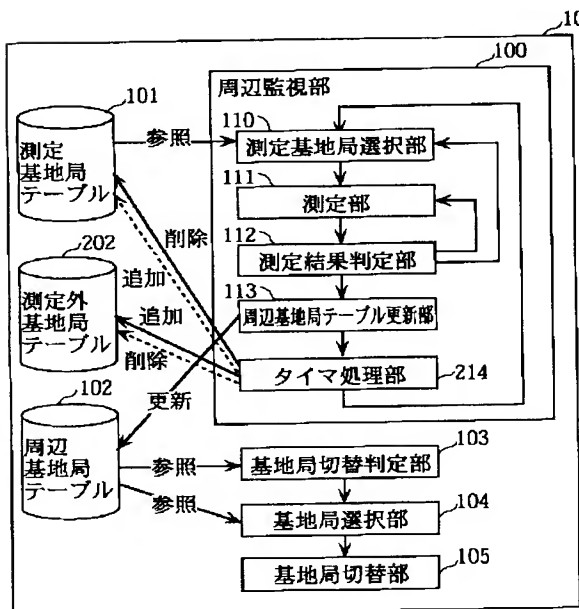 10
100
101
周辺監視部
110
参照
測定基地局選択部
測定
基地局
テーブル
111
測定部
112
削除
測定結果判定部
202
追加
113
測定外
基地局
テーブル
追加
周辺基地局テーブル更新部
削除
タイマ処理部
214
102
更新
周辺
基地局
テーブル
参照
103
基地局切替判定部
参照
104
基地局選択部
105
基地局切替部